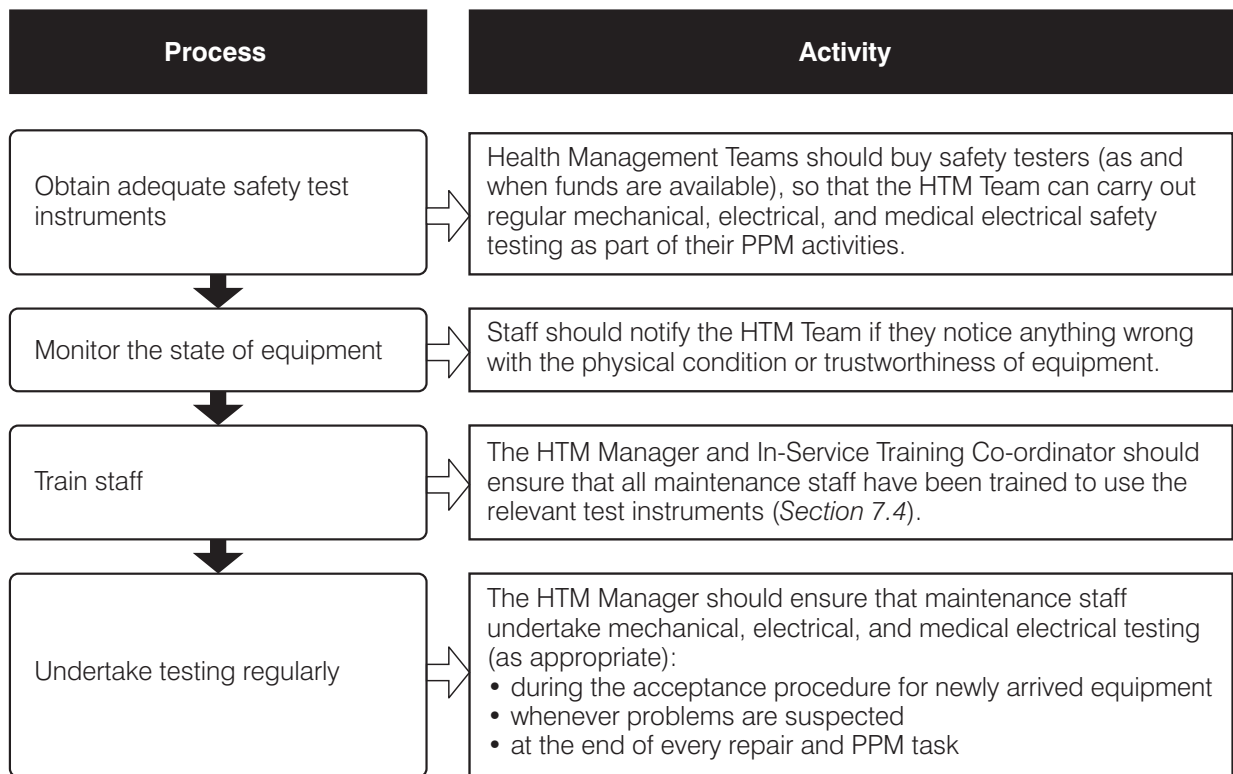 Process
Activity
Obtain adequate safety test
instruments
Health Management Teams should buy safety testers (as and
when funds are available), so that the HTM Team can carry out
regular mechanical, electrical, and medical electrical safety
testing as part of their PPM activities.
Monitor the state of equipment
Staff should notify the HTM Team if they notice anything wrong
with the physical condition or trustworthiness of equipment.
Train staff
The HTM Manager and In-Service Training Co-ordinator should
ensure that all maintenance staff have been trained to use the
relevant test instruments (Section 7.4).
Undertake testing regularly
The HTM Manager should ensure that maintenance staff
undertake mechanical, electrical, and medical electrical testing
(as appropriate):
• during the acceptance procedure for newly arrived equipment
• whenever problems are suspected
• at the end of every repair and PPM task